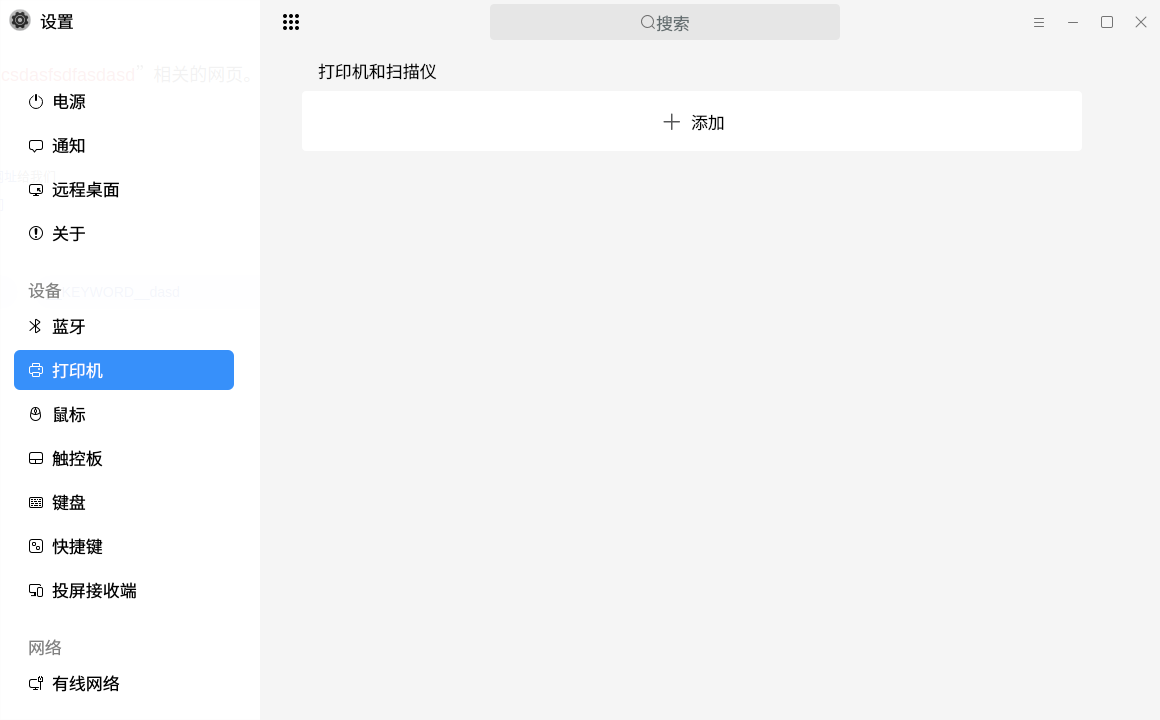 设置
搜索
csdasfsdfasdasd”相关的网页。
电源
通知
远程桌面
关于
设备
EYWORD__dasd
蓝牙
打印机
鼠标
触控板
键盘
快捷键
投屏接收端
网络
有线网络
打印机和扫描仪
添加